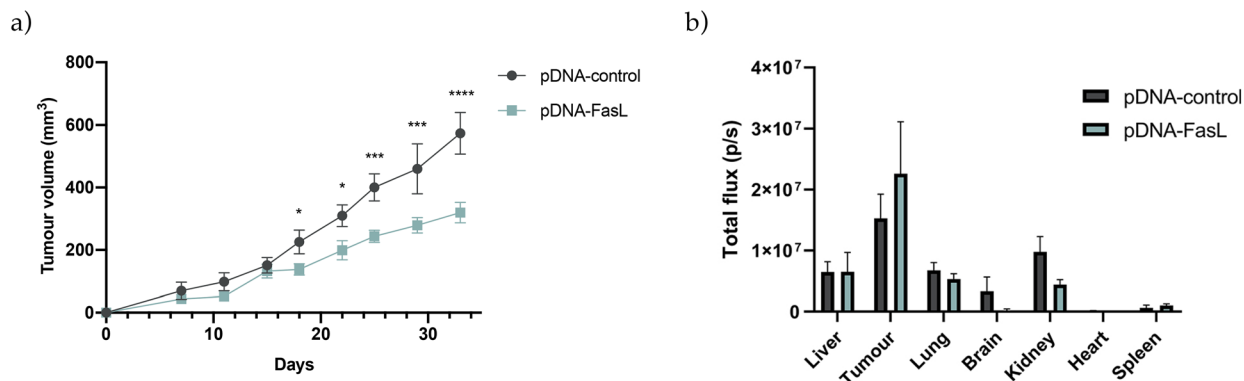 a)
800
600
400
200
0
Tumour volume (mm³)
0 10 20 30
Days
* * *** *** ****
pDNA-control
pDNA-FasL
b)
4×10⁷
3×10⁷
2×10⁷
1×10⁷
0
Total flux (p/s)
Liver Tumour Lung Brain Kidney Heart Spleen
pDNA-control
pDNA-FasL